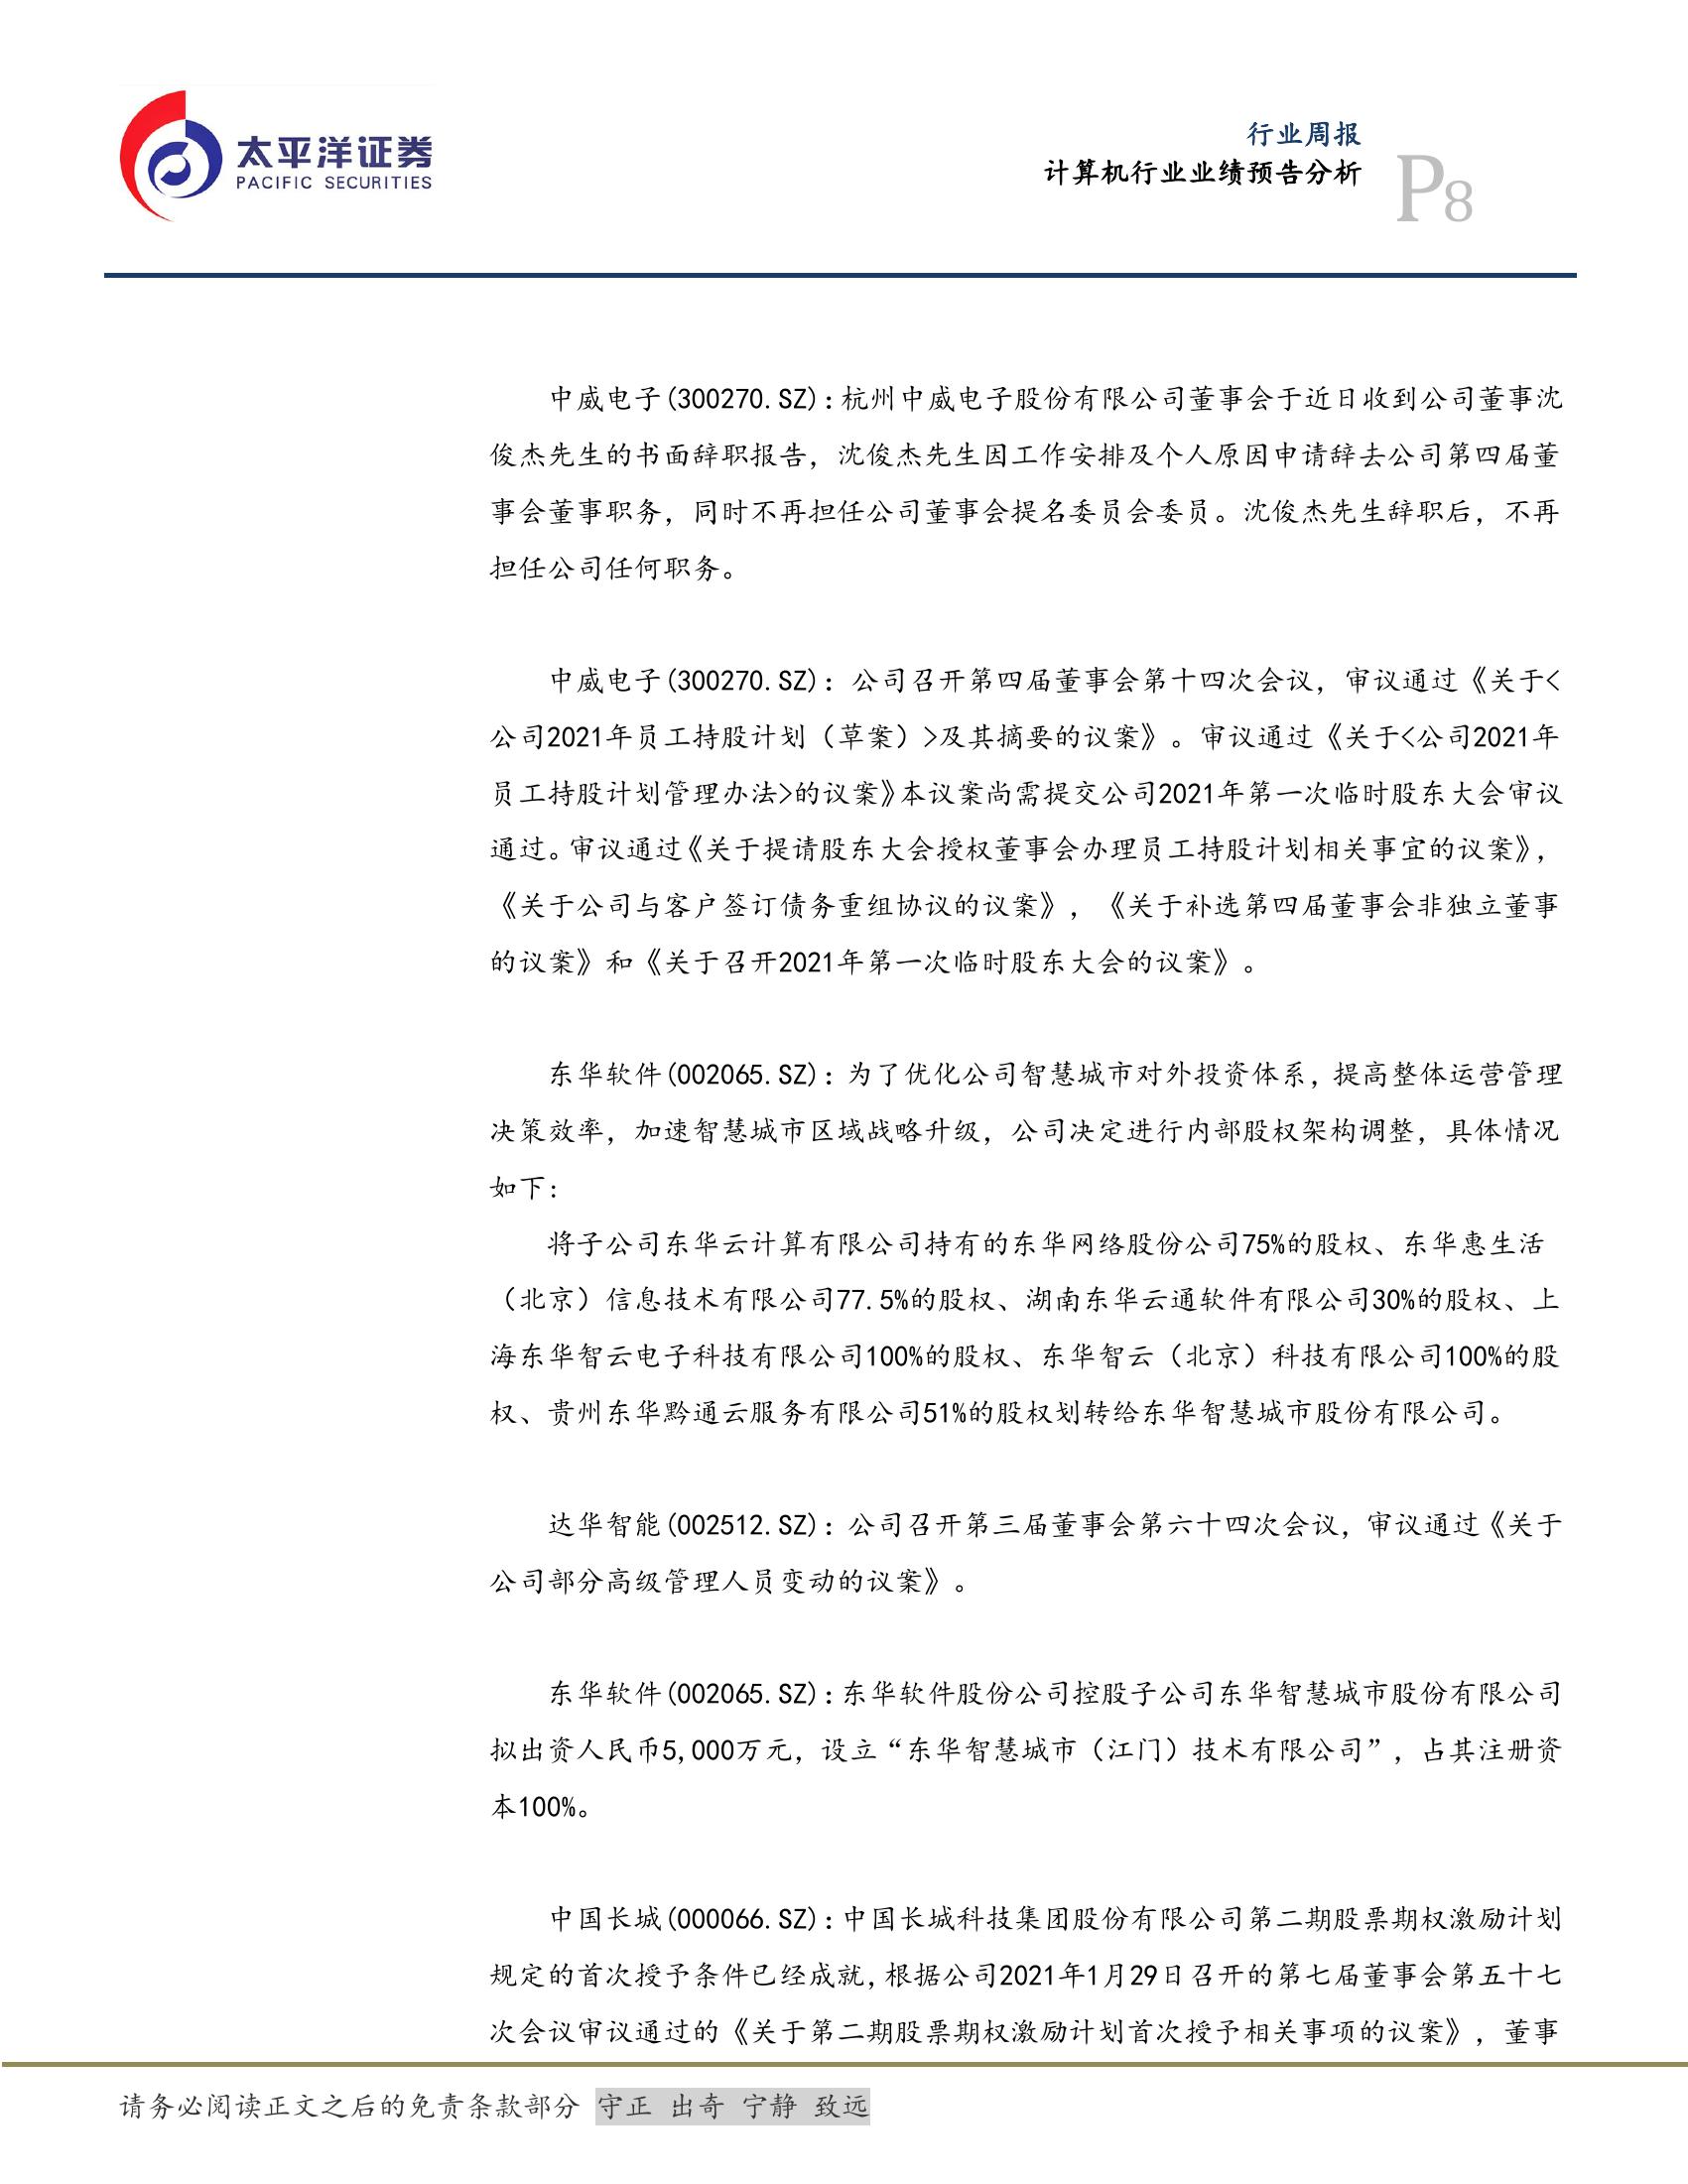 太平洋证券
PACIFIC SECURITIES
行业周报
计算机行业业绩预告分析
P8
中威电子(300270.SZ):杭州中威电子股份有限公司董事会于近日收到公司董事沈
俊杰先生的书面辞职报告，沈俊杰先生因工作安排及个人原因申请辞去公司第四届董
事会董事职务，同时不再担任公司董事会提名委员会委员。沈俊杰先生辞职后，不再
担任公司任何职务。
中威电子(300270.SZ)：公司召开第四届董事会第十四次会议，审议通过《关于<
公司2021年员工持股计划（草案）>及其摘要的议案》。审议通过《关于<公司2021年
员工持股计划管理办法>的议案》本议案尚需提交公司2021年第一次临时股东大会审议
通过。审议通过《关于提请股东大会授权董事会办理员工持股计划相关事宜的议案》，
《关于公司与客户签订债务重组协议的议案》，《关于补选第四届董事会非独立董事
的议案》和《关于召开2021年第一次临时股东大会的议案》。
东华软件(002065.SZ)：为了优化公司智慧城市对外投资体系，提高整体运营管理
决策效率，加速智慧城市区域战略升级，公司决定进行内部股权架构调整，具体情况
如下：
将子公司东华云计算有限公司持有的东华网络股份公司75%的股权、东华惠生活
（北京）信息技术有限公司77.5%的股权、湖南东华云通软件有限公司30%的股权、上
海东华智云电子科技有限公司100%的股权、东华智云（北京）科技有限公司100%的股
权、贵州东华黔通云服务有限公司51%的股权划转给东华智慧城市股份有限公司。
达华智能(002512.SZ)：公司召开第三届董事会第六十四次会议，审议通过《关于
公司部分高级管理人员变动的议案》。
东华软件(002065.SZ):东华软件股份公司控股子公司东华智慧城市股份有限公司
拟出资人民币5,000万元，设立“东华智慧城市（江门）技术有限公司”，占其注册资
本100%。
中国长城(000066.SZ):中国长城科技集团股份有限公司第二期股票期权激励计划
规定的首次授予条件已经成就，根据公司2021年1月29日召开的第七届董事会第五十七
次会议审议通过的《关于第二期股票期权激励计划首次授予相关事项的议案》，董事
请务必阅读正文之后的免责条款部分 守正 出奇 宁静 致远